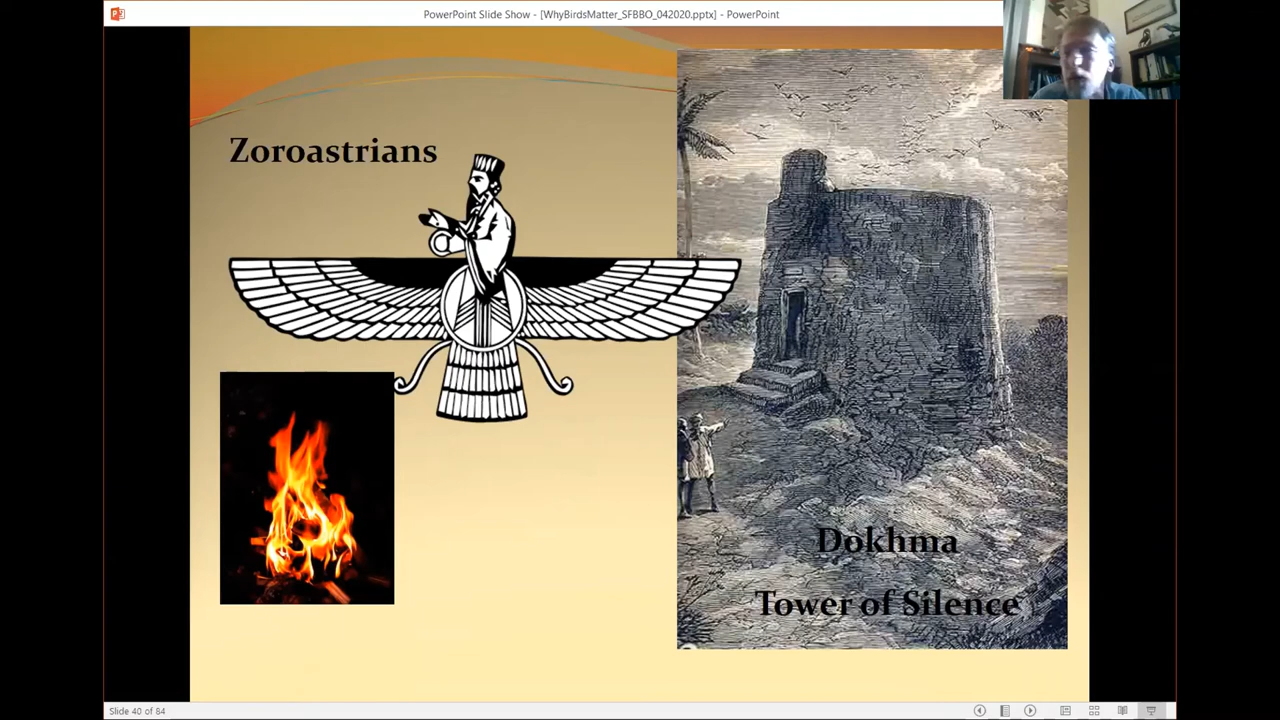 PowerPoint Slide Show - [WhyBirdsMatter_SFBBO_042020.pptx] - PowerPoint
Zoroastrians
Dokhma
Tower of Silence
Slide 40 of 84